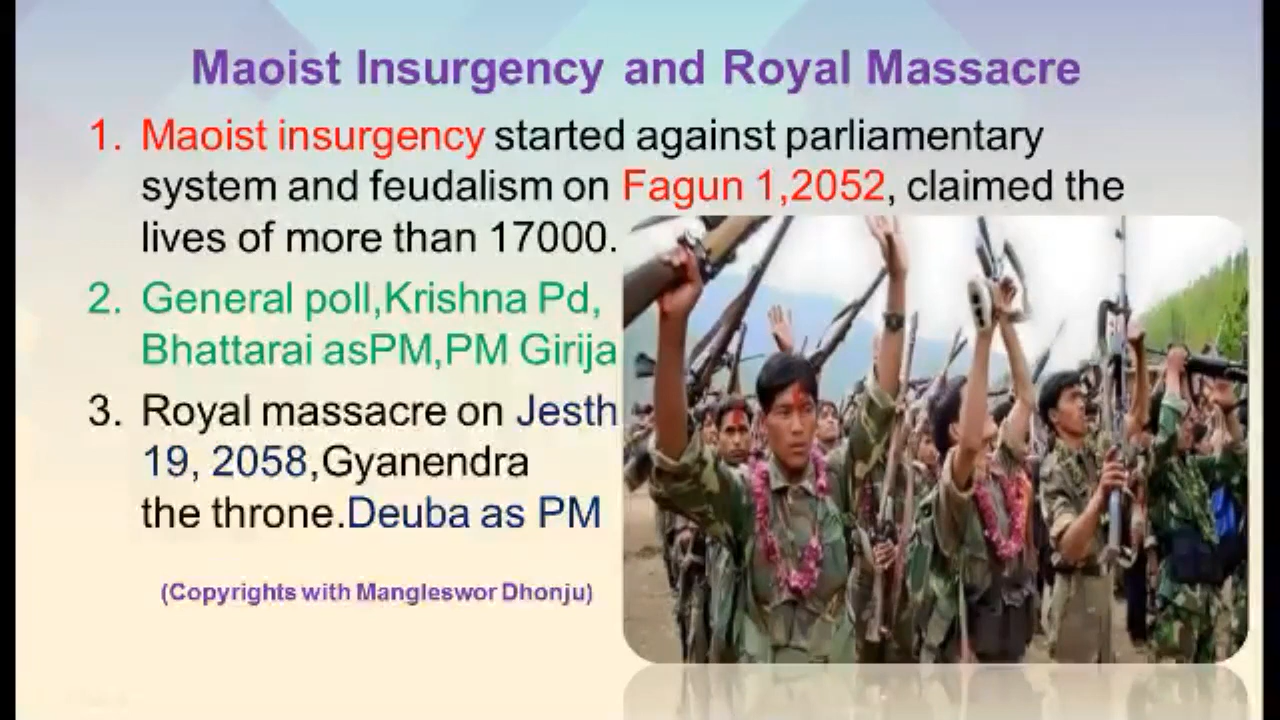 Maoist Insurgency and Royal Massacre
1. Maoist insurgency started against parliamentary
system and feudalism on Fagun 1,2052, claimed the
lives of more than 17000.
2. General poll,Krishna Pd,
Bhattarai asPM,PM Girija
3. Royal massacre on Jesth
19, 2058,Gyanendra
the throne.Deuba as PM
(Copyrights with Mangleswor Dhonju)